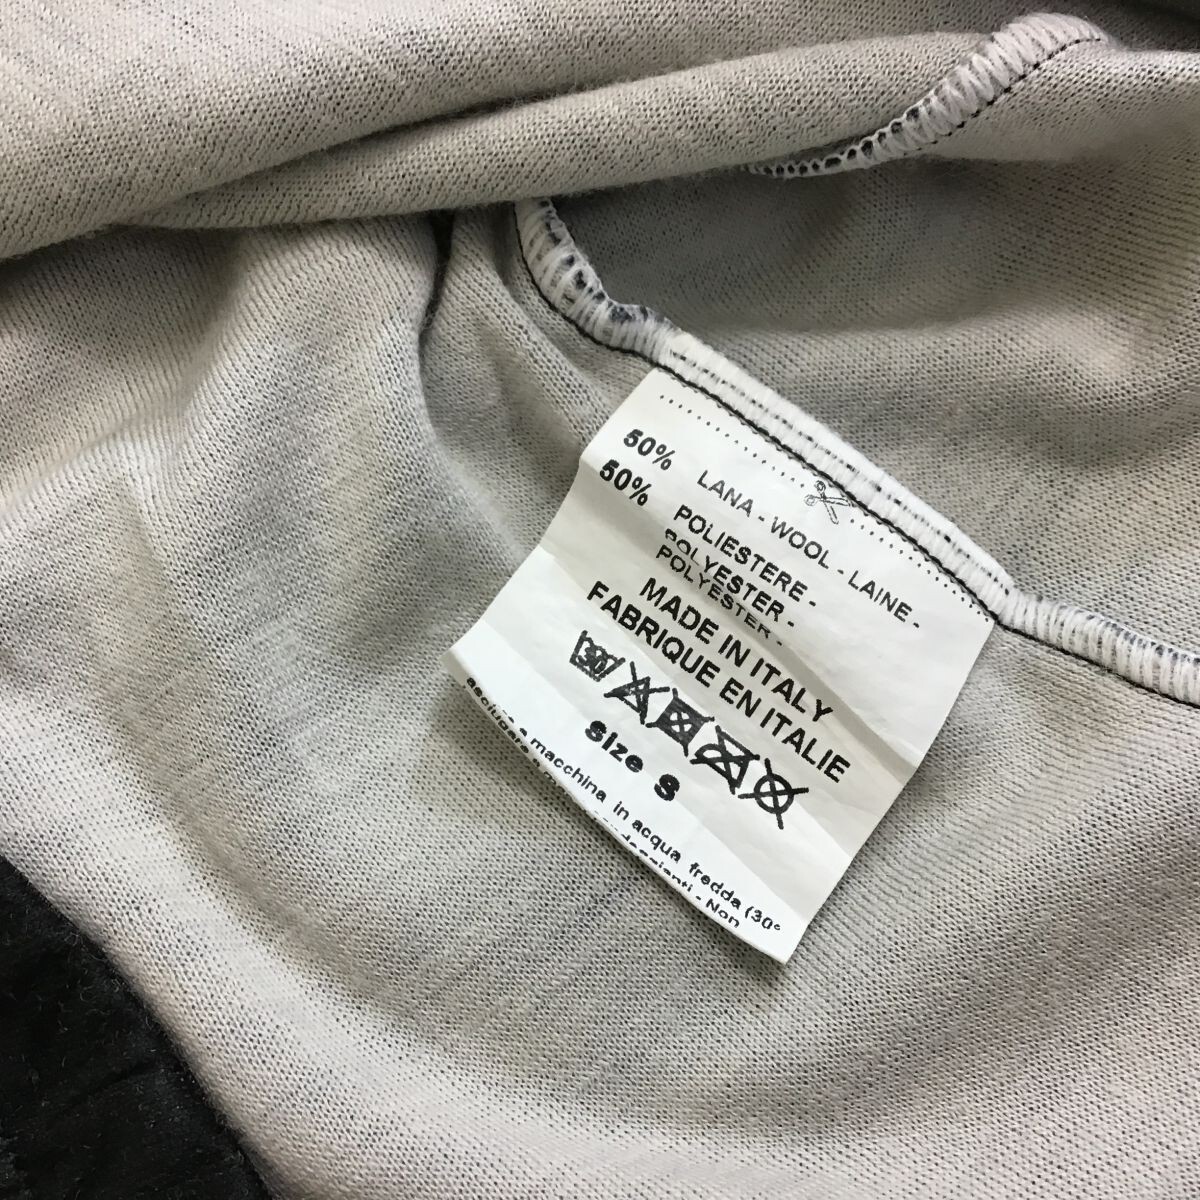 50% LANA - WOOL - LAINE -
50% POLIESTERE -
POLYESTER -
POLYESTER -
MADE IN ITALY
FABRIQUE EN ITALIE
30
Size S
macchina in acqua fredda (30°
- Non